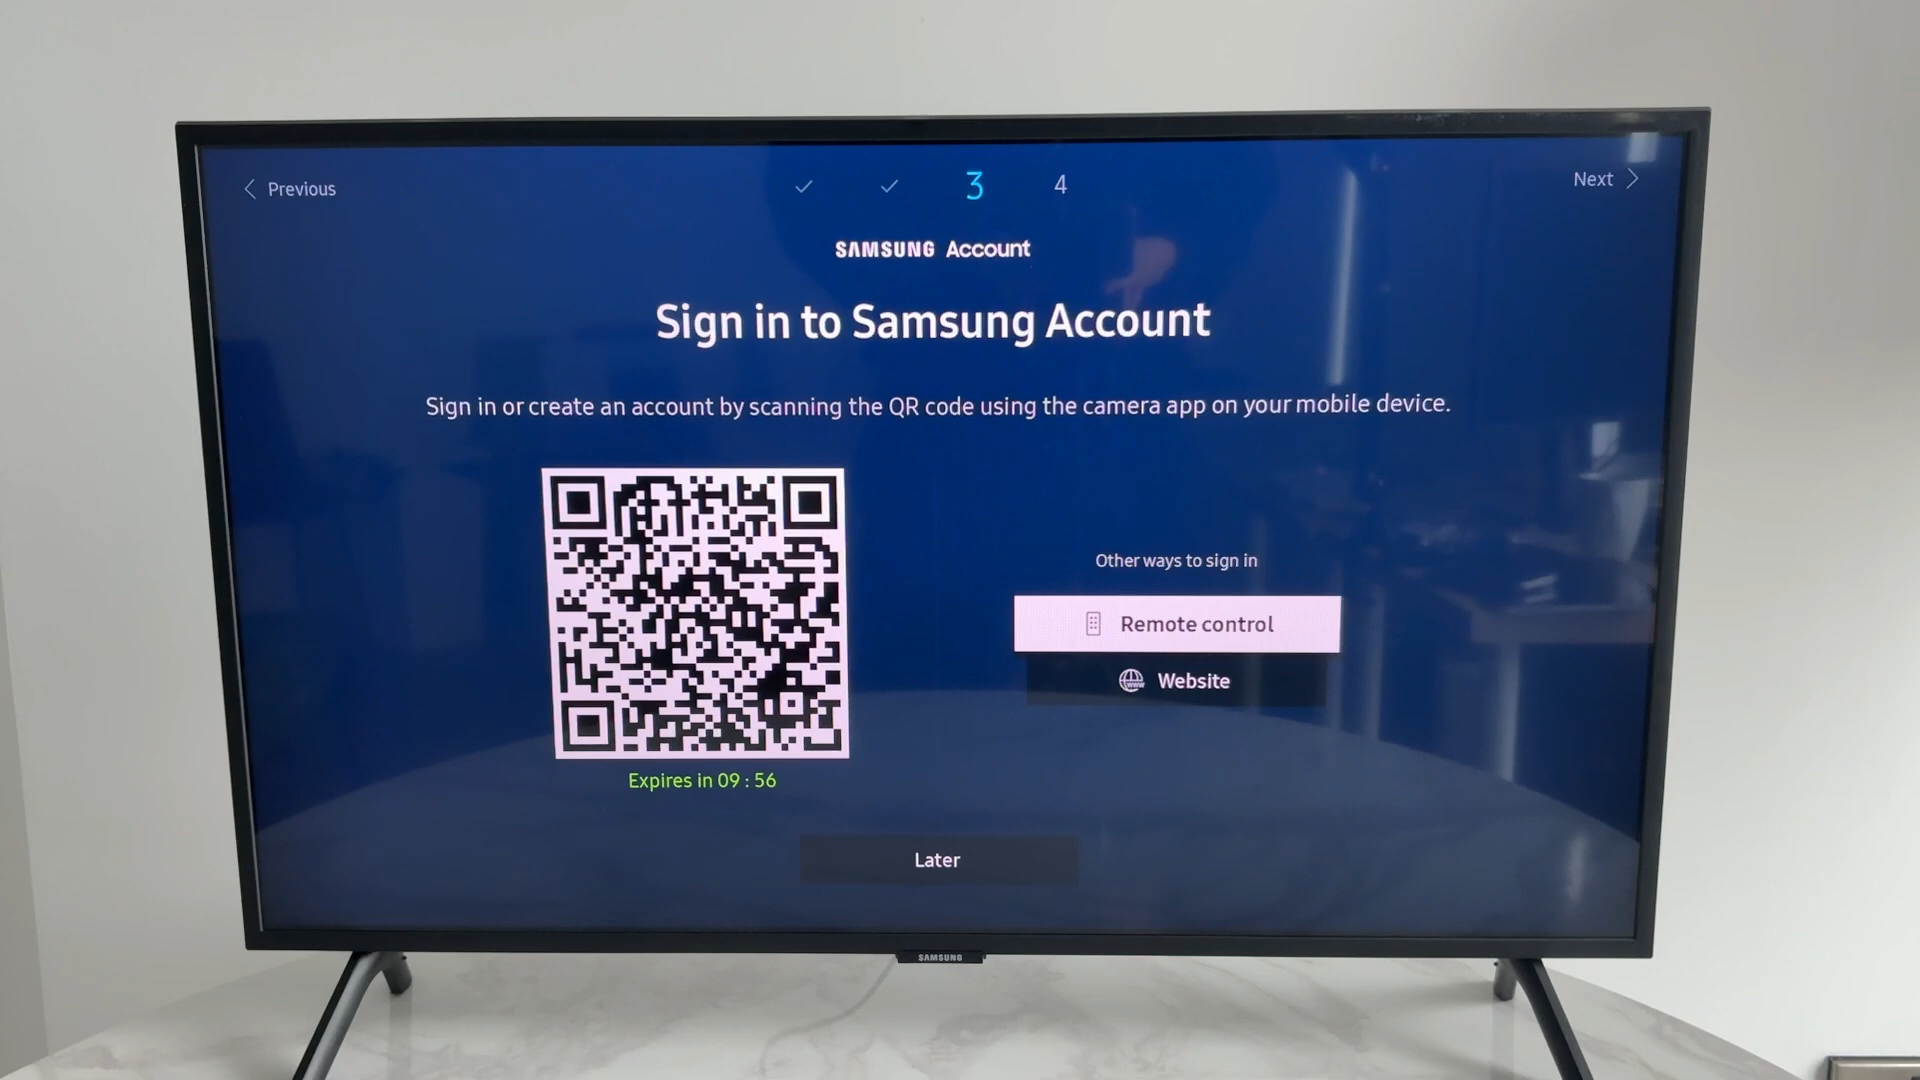 Previous
3
4
Next
SAMSUNG Account
Sign in to Samsung Account
Sign in or create an account by scanning the QR code using the camera app on your mobile device.
Other ways to sign in
Remote control
www Website
Expires in 09 : 56
Later
SAMSUNG